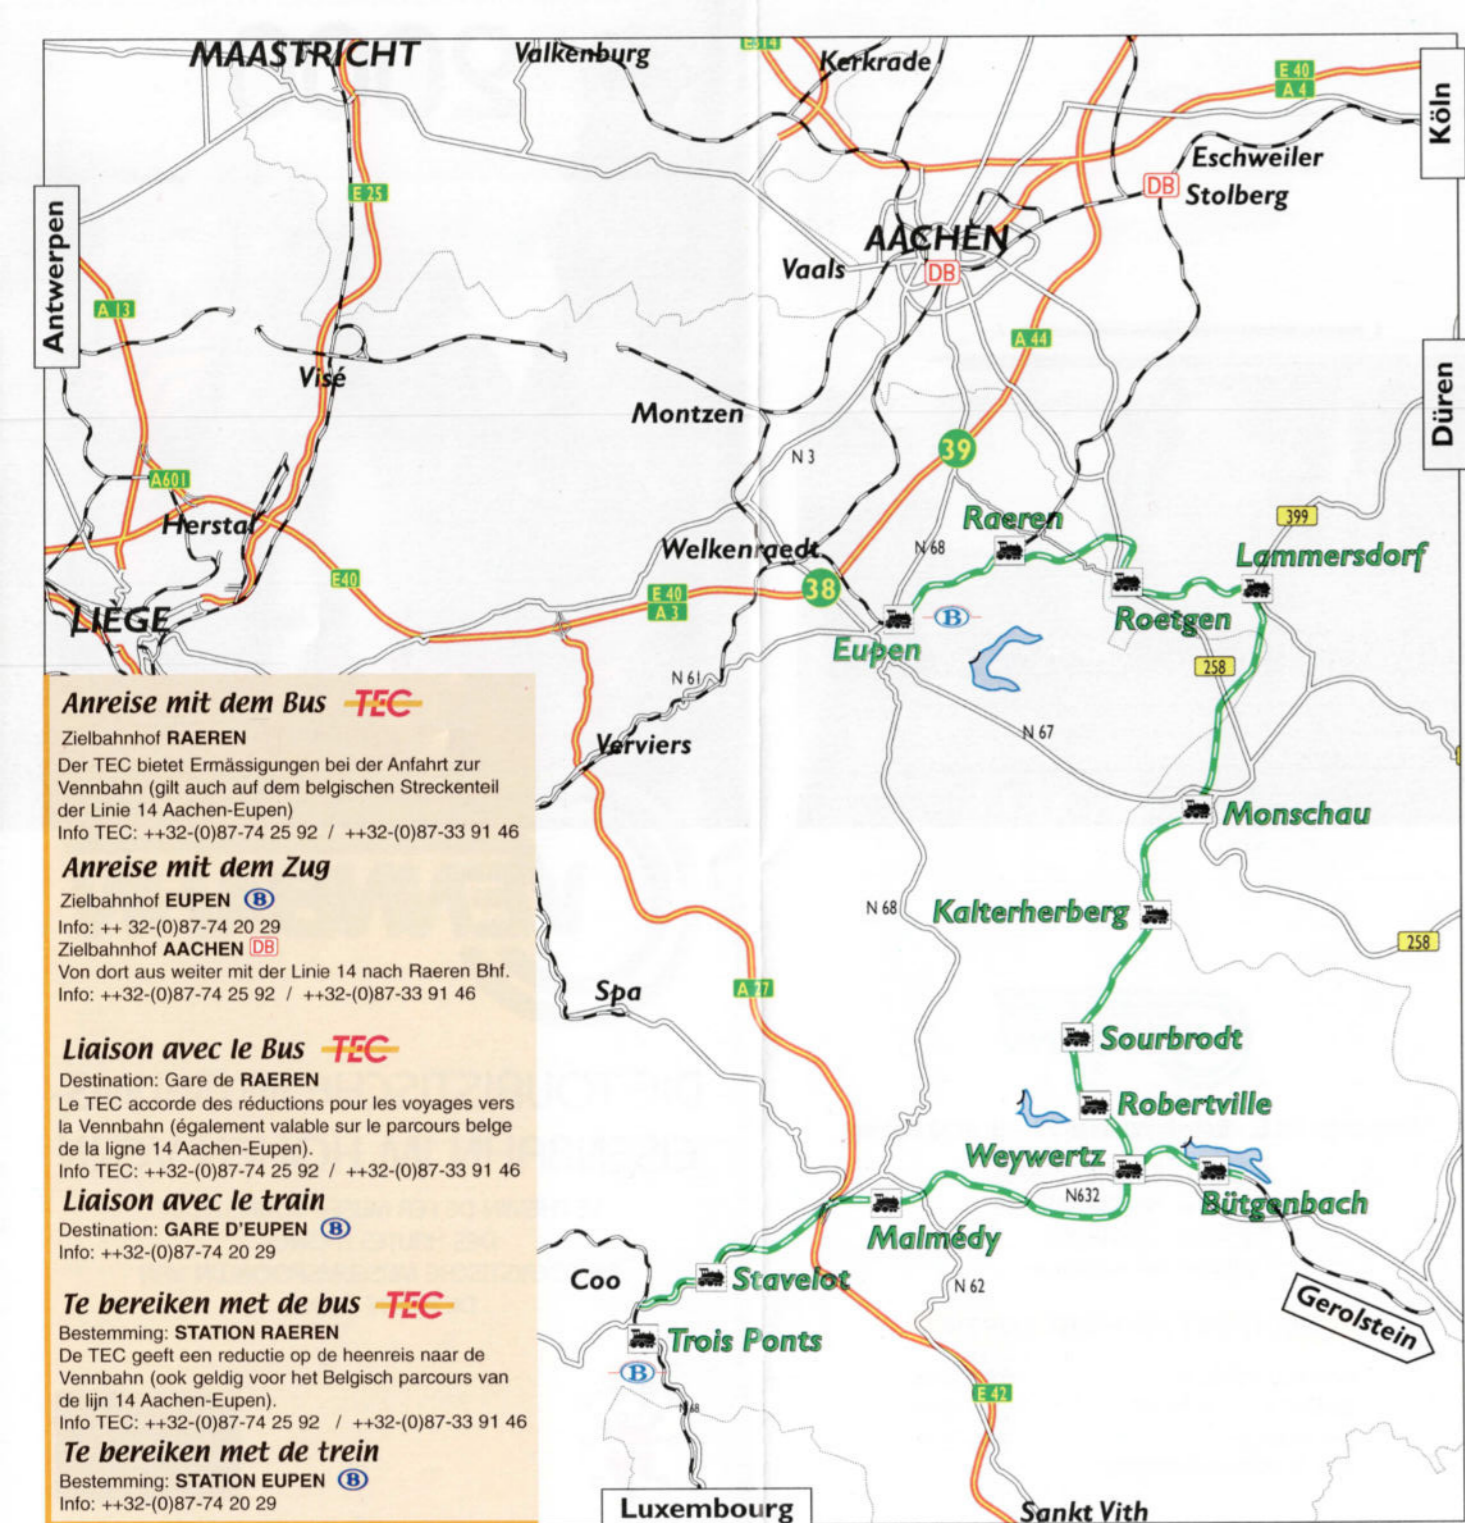 MAASTRICHT
Valkenburg
E314
Kerkrade
E 40
A 4
Köln
Eschweiler
DB
Stolberg
E 25
Antwerpen
AACHEN
Vaals
DB
A 13
A 44
Visé
Düren
Montzen
39
N 3
A601
Herstal
Raeren
399
Welkenraedt
N 68
Lammersdorf
E40
38
E 40
A 3
LIÈGE
Roetgen
B
Eupen
258
N 61
N 67
Verviers
Monschau
N 68
Kalterherberg
258
A 27
Spa
Sourbrodt
Robertville
Weywertz
N632
Bütgenbach
Malmédy
Coo
Stavelot
N 62
Gerolstein
Trois Ponts
B
E 42
N 68
Luxembourg
Sankt Vith
Anreise mit dem Bus TEC
Zielbahnhof RAEREN
Der TEC bietet Ermässigungen bei der Anfahrt zur
Vennbahn (gilt auch auf dem belgischen Streckenteil
der Linie 14 Aachen-Eupen)
Info TEC: ++32-(0)87-74 25 92 / ++32-(0)87-33 91 46
Anreise mit dem Zug
Zielbahnhof EUPEN B
Info: ++ 32-(0)87-74 20 29
Zielbahnhof AACHEN DB
Von dort aus weiter mit der Linie 14 nach Raeren Bhf.
Info: ++32-(0)87-74 25 92 / ++32-(0)87-33 91 46
Liaison avec le Bus TEC
Destination: Gare de RAEREN
Le TEC accorde des réductions pour les voyages vers
la Vennbahn (également valable sur le parcours belge
de la ligne 14 Aachen-Eupen).
Info TEC: ++32-(0)87-74 25 92 / ++32-(0)87-33 91 46
Liaison avec le train
Destination: GARE D'EUPEN B
Info: ++32-(0)87-74 20 29
Te bereiken met de bus TEC
Bestemming: STATION RAEREN
De TEC geeft een reductie op de heenreis naar de
Vennbahn (ook geldig voor het Belgisch parcours van
de lijn 14 Aachen-Eupen).
Info TEC: ++32-(0)87-74 25 92 / ++32-(0)87-33 91 46
Te bereiken met de trein
Bestemming: STATION EUPEN B
Info: ++32-(0)87-74 20 29